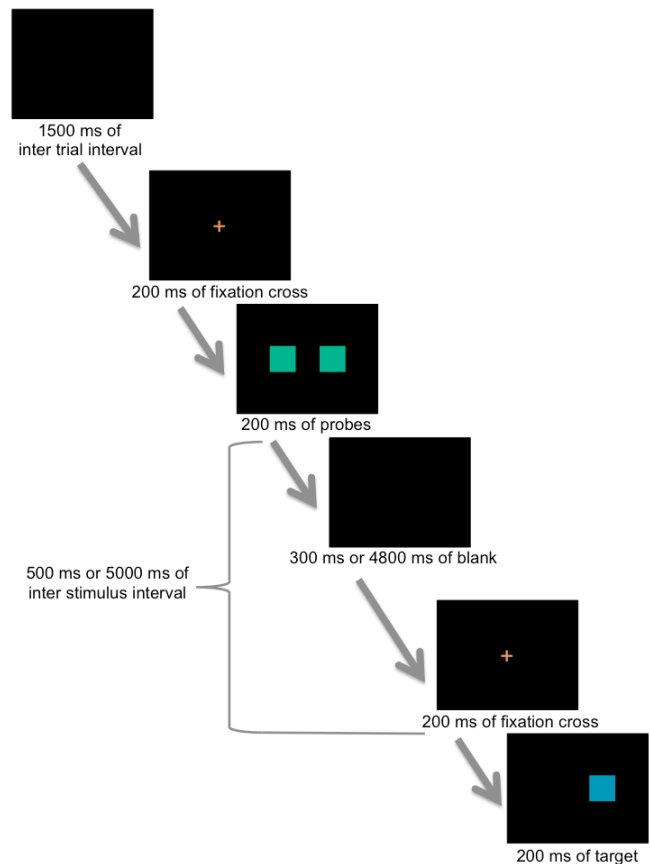 1500 ms of
inter trial interval
200 ms of fixation cross
200 ms of probes
300 ms or 4800 ms of blank
500 ms or 5000 ms of
inter stimulus interval
200 ms of fixation cross
200 ms of target